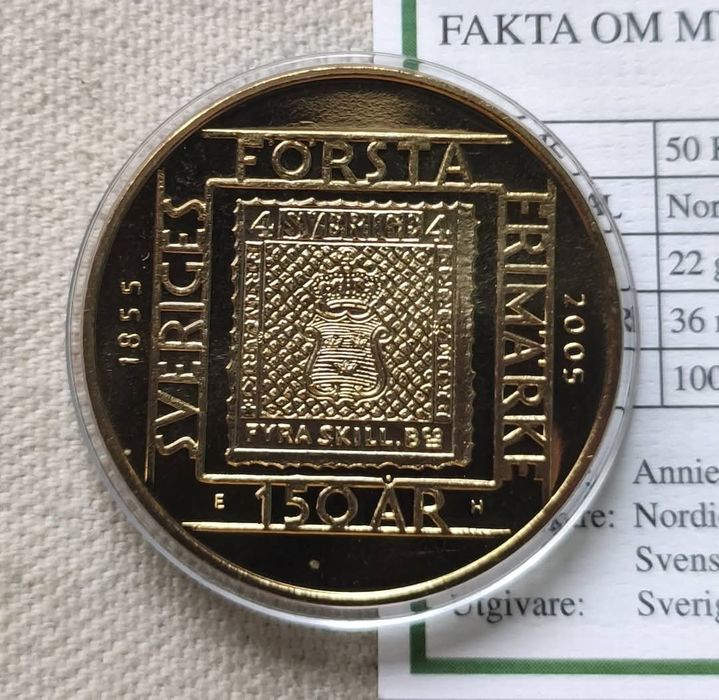 FAKTA OM M
50
Nor
22 g
36
100
Annie
re: Nordi
Svens
Utgivare: Sverig
SVERIGES
FÖRSTA
FRIMÄRKE
150 ÅR
1855
2005
E
H
4 SVERIGE 4
FYRA SKILL. BCO